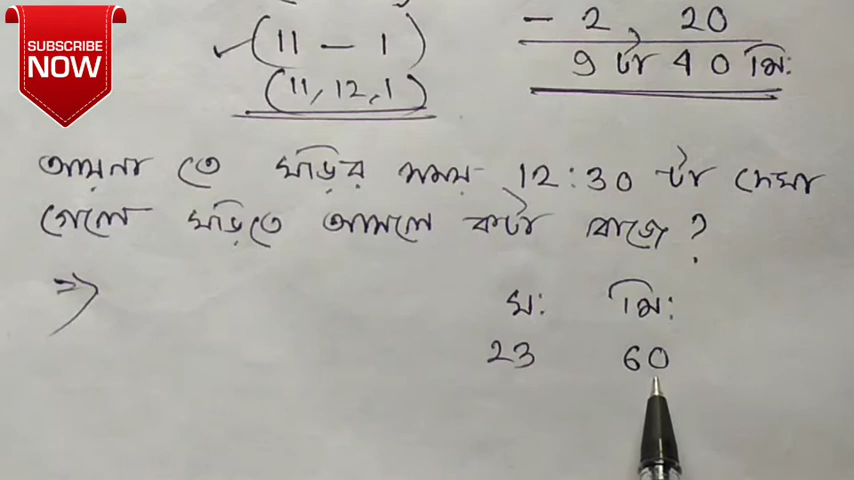 SUBSCRIBE
NOW
(11 — 1)
(11, 12, 1)
- 2, 20
9 টা 40 মি:
আয়না তে ঘড়ির সময় 12:30 টা দেখা
গেলে ঘড়িতে আসলে কটা বাজে ?
⇒
ঘ: মি:
23 60